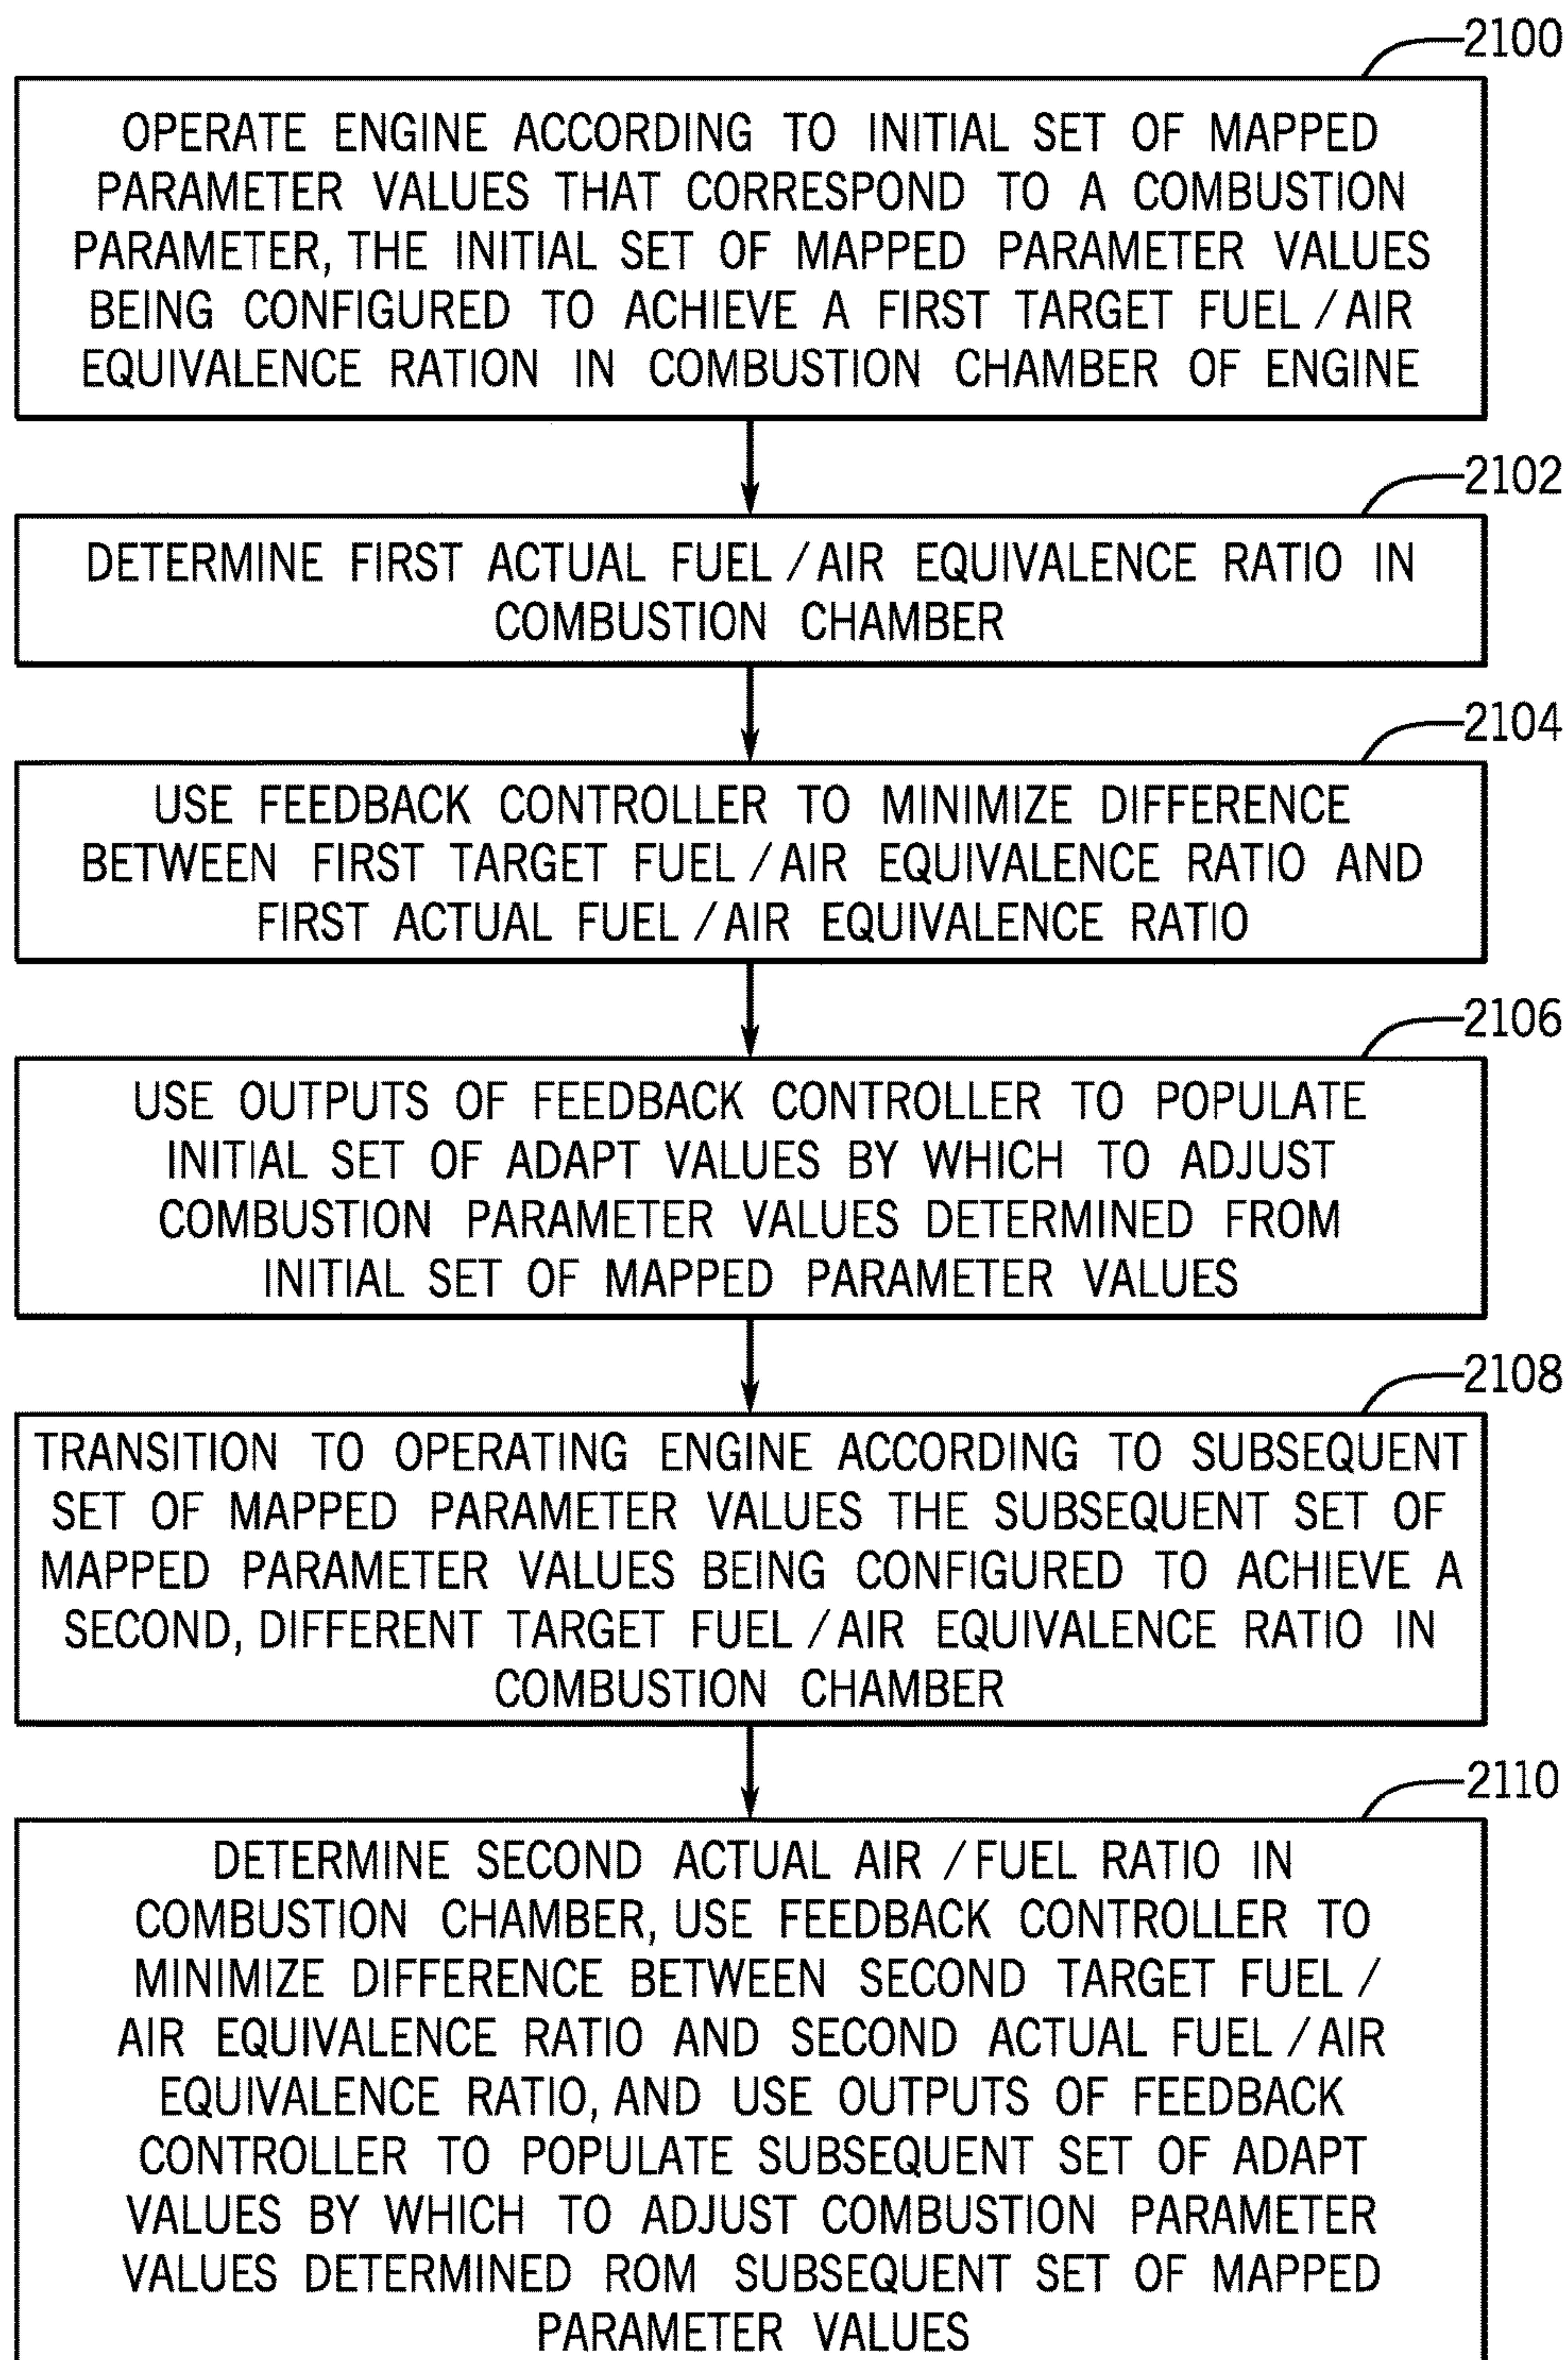 2100
OPERATE ENGINE ACCORDING TO INITIAL SET OF MAPPED
PARAMETER VALUES THAT CORRESPOND TO A COMBUSTION
PARAMETER, THE INITIAL SET OF MAPPED PARAMETER VALUES
BEING CONFIGURED TO ACHIEVE A FIRST TARGET FUEL/AIR
EQUIVALENCE RATION IN COMBUSTION CHAMBER OF ENGINE
2102
DETERMINE FIRST ACTUAL FUEL/AIR EQUIVALENCE RATIO IN
COMBUSTION CHAMBER
2104
USE FEEDBACK CONTROLLER TO MINIMIZE DIFFERENCE
BETWEEN FIRST TARGET FUEL/AIR EQUIVALENCE RATIO AND
FIRST ACTUAL FUEL/AIR EQUIVALENCE RATIO
2106
USE OUTPUTS OF FEEDBACK CONTROLLER TO POPULATE
INITIAL SET OF ADAPT VALUES BY WHICH TO ADJUST
COMBUSTION PARAMETER VALUES DETERMINED FROM
INITIAL SET OF MAPPED PARAMETER VALUES
2108
TRANSITION TO OPERATING ENGINE ACCORDING TO SUBSEQUENT
SET OF MAPPED PARAMETER VALUES THE SUBSEQUENT SET OF
MAPPED PARAMETER VALUES BEING CONFIGURED TO ACHIEVE A
SECOND, DIFFERENT TARGET FUEL/AIR EQUIVALENCE RATIO IN
COMBUSTION CHAMBER
2110
DETERMINE SECOND ACTUAL AIR/FUEL RATIO IN
COMBUSTION CHAMBER, USE FEEDBACK CONTROLLER TO
MINIMIZE DIFFERENCE BETWEEN SECOND TARGET FUEL/
AIR EQUIVALENCE RATIO AND SECOND ACTUAL FUEL/AIR
EQUIVALENCE RATIO, AND USE OUTPUTS OF FEEDBACK
CONTROLLER TO POPULATE SUBSEQUENT SET OF ADAPT
VALUES BY WHICH TO ADJUST COMBUSTION PARAMETER
VALUES DETERMINED ROM SUBSEQUENT SET OF MAPPED
PARAMETER VALUES